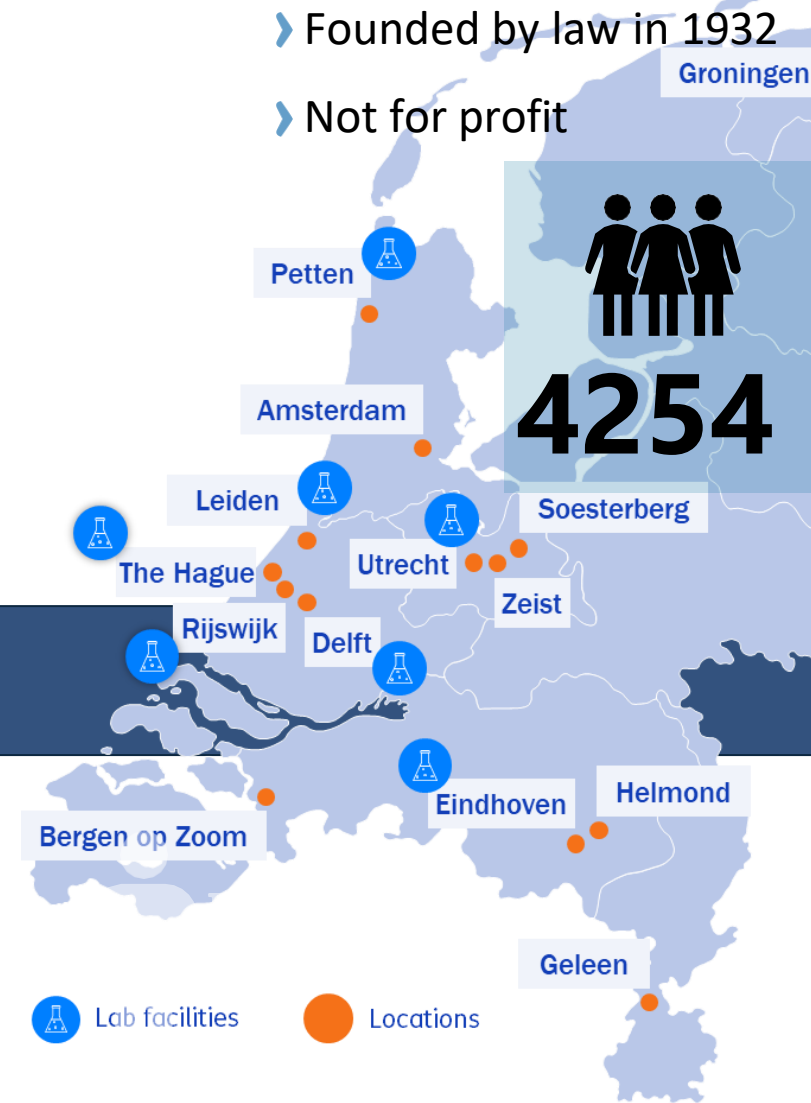 Founded by law in 1932
Groningen
Not for profit
Petten
4254
Amsterdam
Leiden
Soesterberg
Utrecht
The Hague
Zeist
Rijswijk
Delft
Helmond
Eindhoven
Bergen op Zoom
Geleen
Lab facilities
Locations